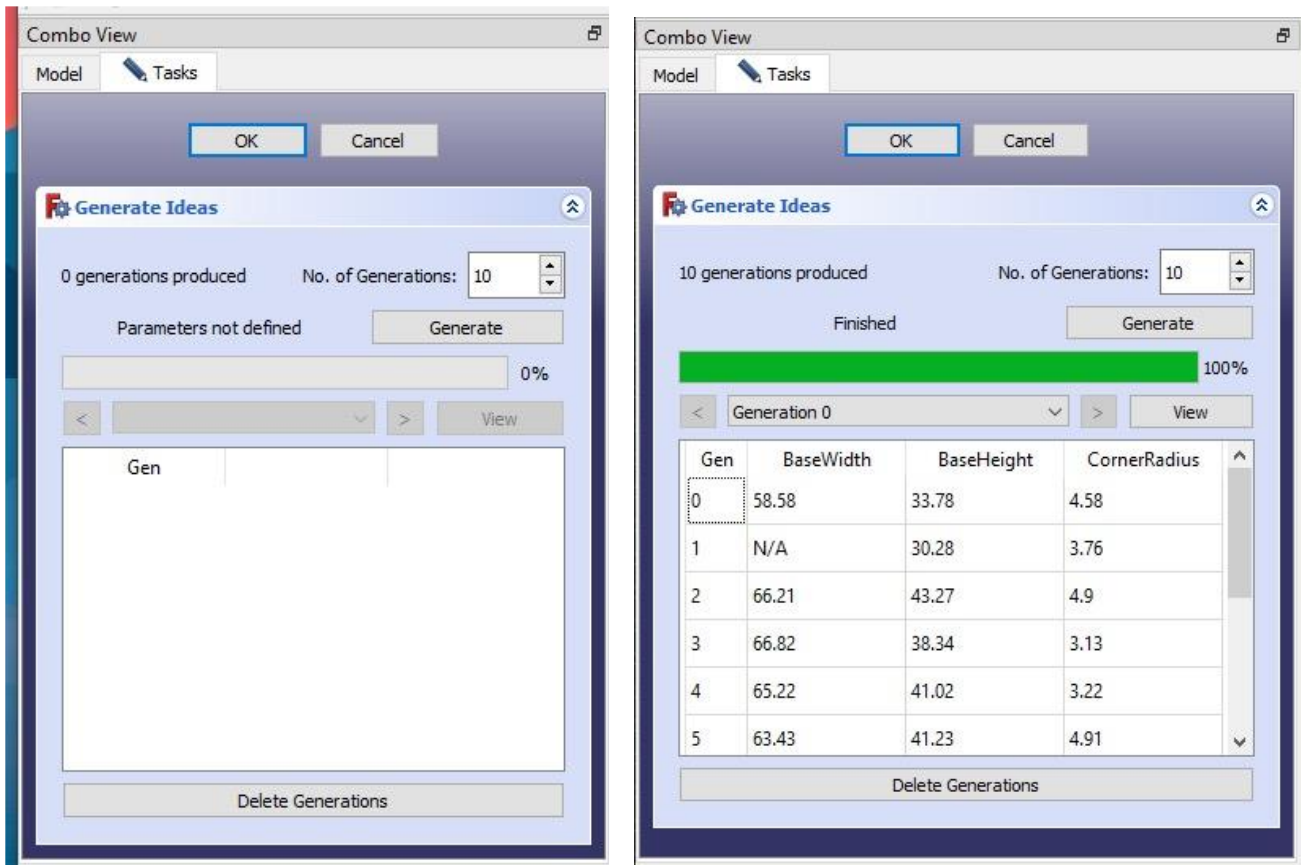 Combo View
Model Tasks
OK Cancel
Generate Ideas
0 generations produced No. of Generations: 10
Parameters not defined Generate
0%
< > View
Gen
Delete Generations
Combo View
Model Tasks
OK Cancel
Generate Ideas
10 generations produced No. of Generations: 10
Finished Generate
100%
< Generation 0 > View
Gen BaseWidth BaseHeight CornerRadius
0 58.58 33.78 4.58
1 N/A 30.28 3.76
2 66.21 43.27 4.9
3 66.82 38.34 3.13
4 65.22 41.02 3.22
5 63.43 41.23 4.91
Delete Generations